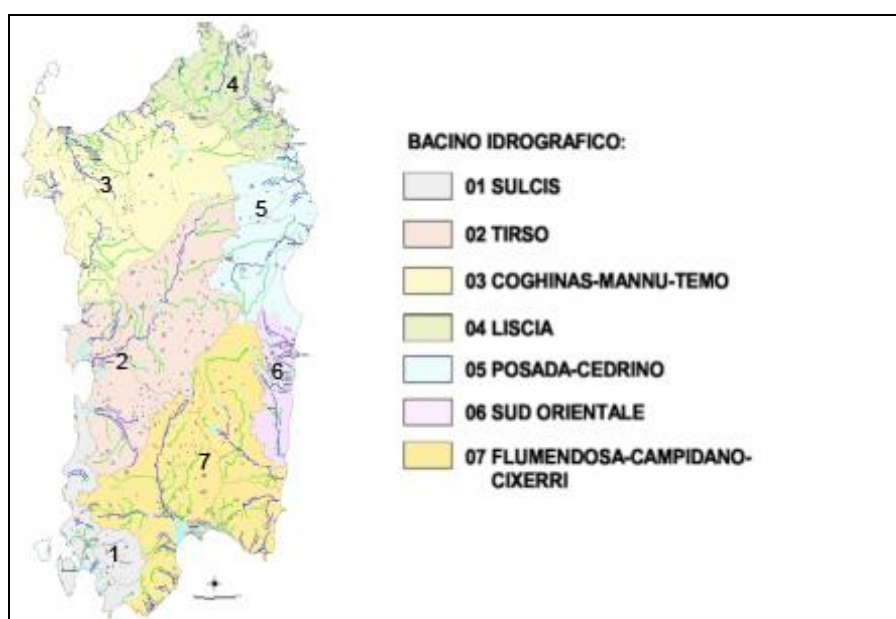 4
3
5
2
6
7
1
BACINO IDROGRAFICO:
01 SULCIS
02 TIRSO
03 COGHINAS-MANNU-TEMO
04 LISCIA
05 POSADA-CEDRINO
06 SUD ORIENTALE
07 FLUMENDOSA-CAMPIDANO-
CIXERRI